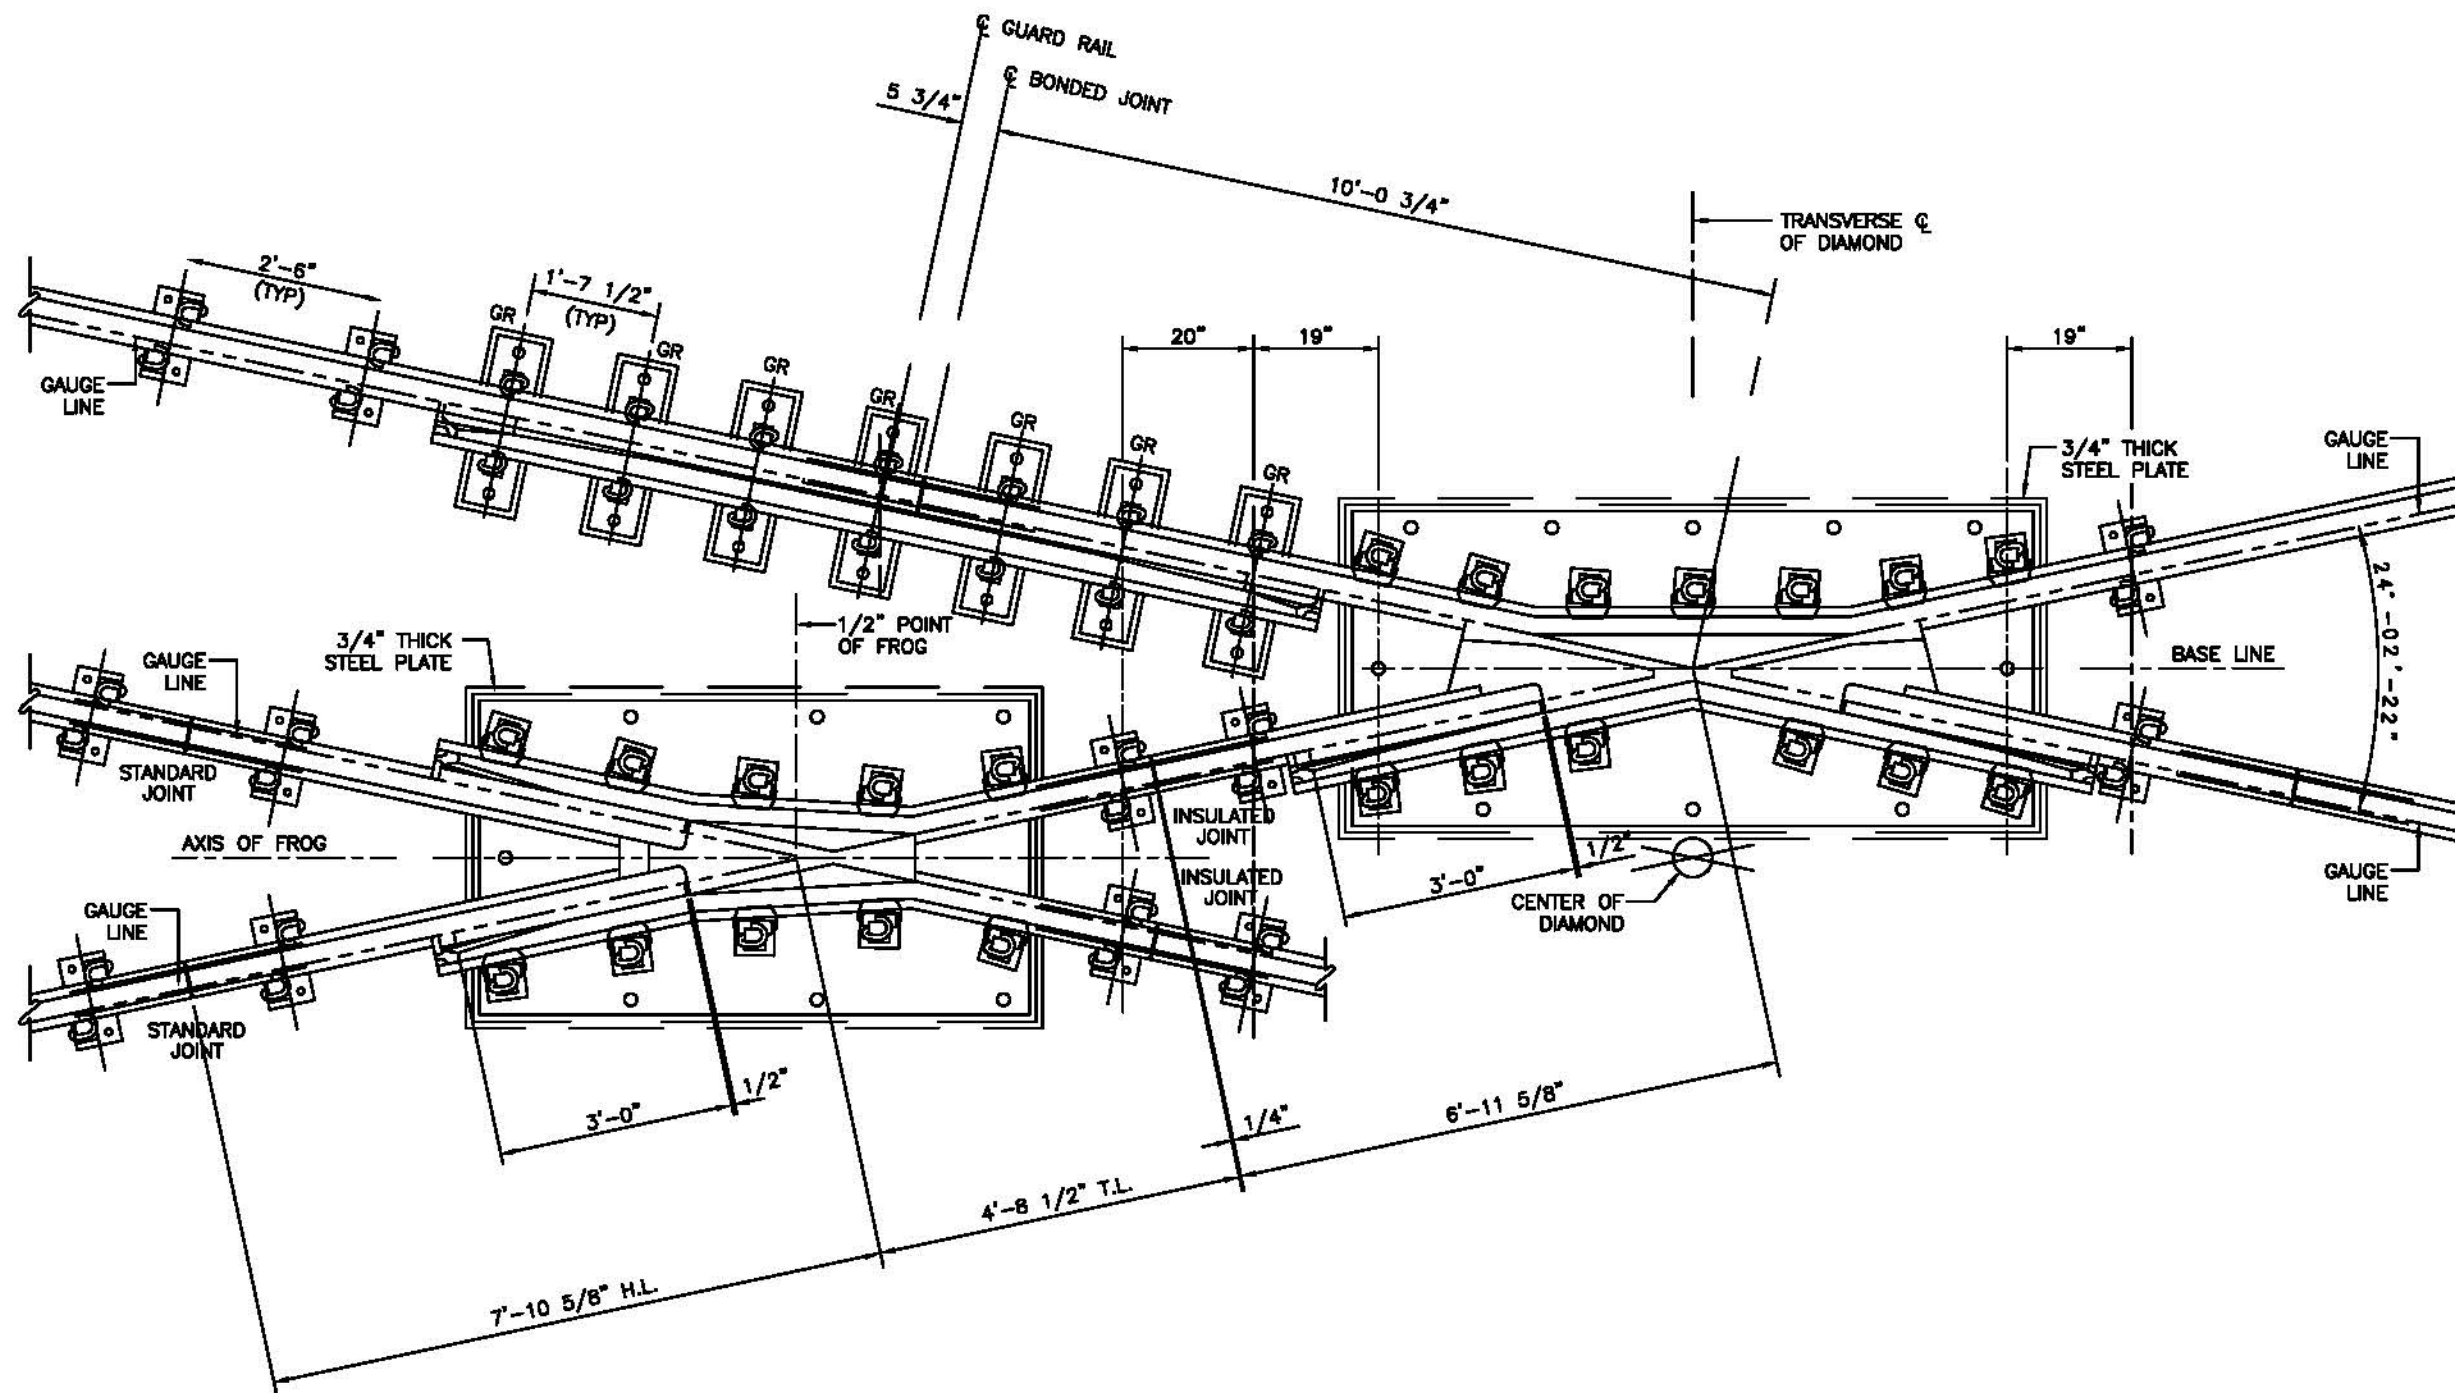 ℄ GUARD RAIL
℄ BONDED JOINT
5 3/4"
10'-0 3/4"
TRANSVERSE ℄
OF DIAMOND
2'-6"
(TYP)
1'-7 1/2"
(TYP)
GR
GR
GR
GR
GR
GR
GR
20"
19"
19"
GAUGE
LINE
3/4" THICK
STEEL PLATE
GAUGE
LINE
24°-02'-22"
BASE LINE
1/2" POINT
OF FROG
3/4" THICK
STEEL PLATE
GAUGE
LINE
STANDARD
JOINT
AXIS OF FROG
INSULATED
JOINT
INSULATED
JOINT
1/2"
3'-0"
CENTER OF
DIAMOND
GAUGE
LINE
GAUGE
LINE
STANDARD
JOINT
1/2"
3'-0"
1/4"
6'-11 5/8"
4'-8 1/2" T.L.
7'-10 5/8" H.L.